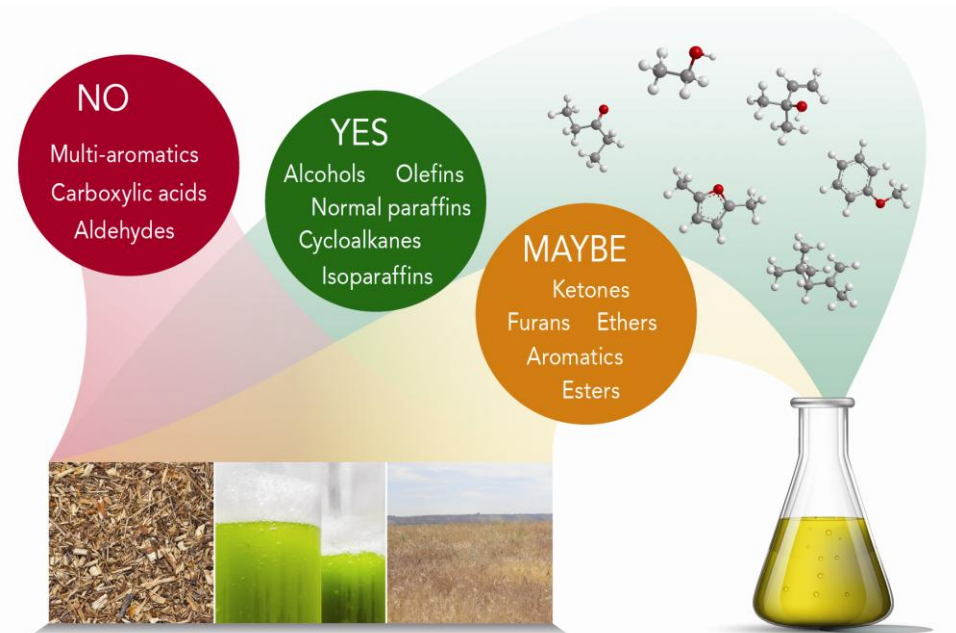 NO
Multi-aromatics
Carboxylic acids
Aldehydes
YES
Alcohols Olefins
Normal paraffins
Cycloalkanes
Isoparaffins
MAYBE
Ketones
Furans Ethers
Aromatics
Esters